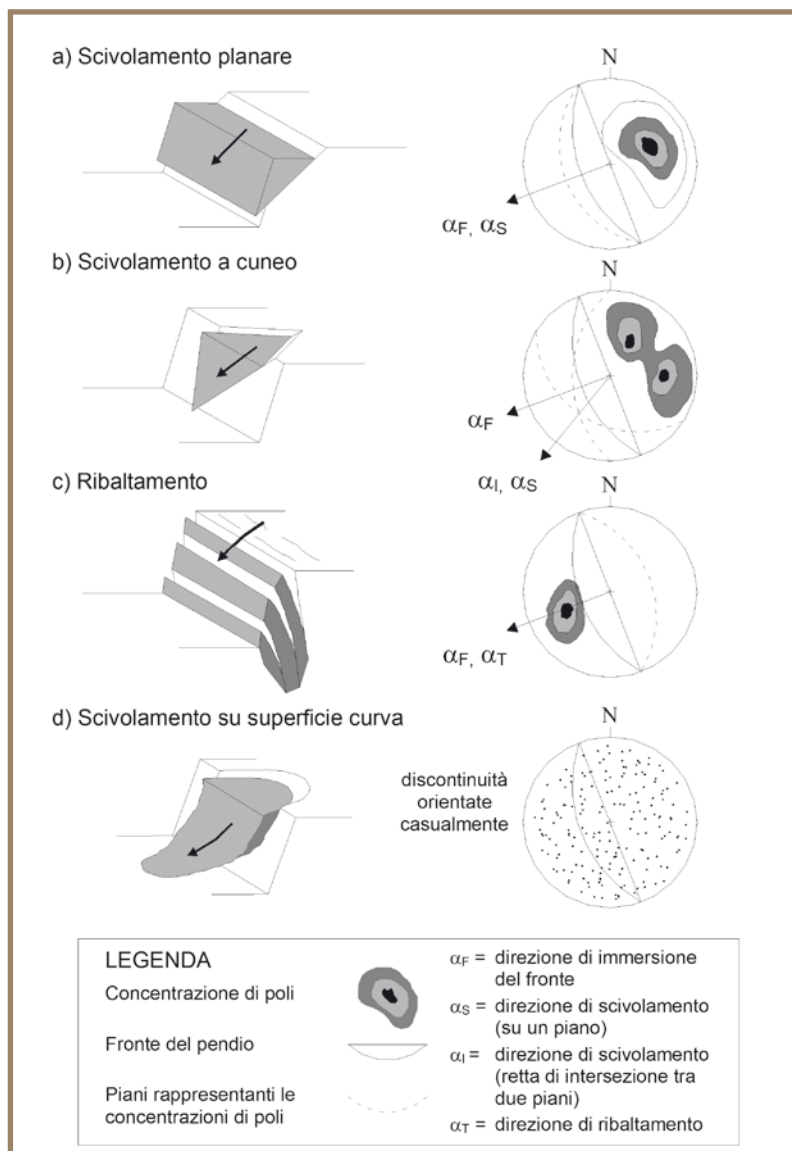 a) Scivolamento planare
N
αF, αS
b) Scivolamento a cuneo
N
αF
αI, αS
c) Ribaltamento
N
αF, αT
d) Scivolamento su superficie curva
N
discontinuità
orientate
casualmente
LEGENDA
Concentrazione di poli
Fronte del pendio
Piani rappresentanti le
concentrazioni di poli
αF = direzione di immersione
del fronte
αS = direzione di scivolamento
(su un piano)
αI = direzione di scivolamento
(retta di intersezione tra
due piani)
αT = direzione di ribaltamento